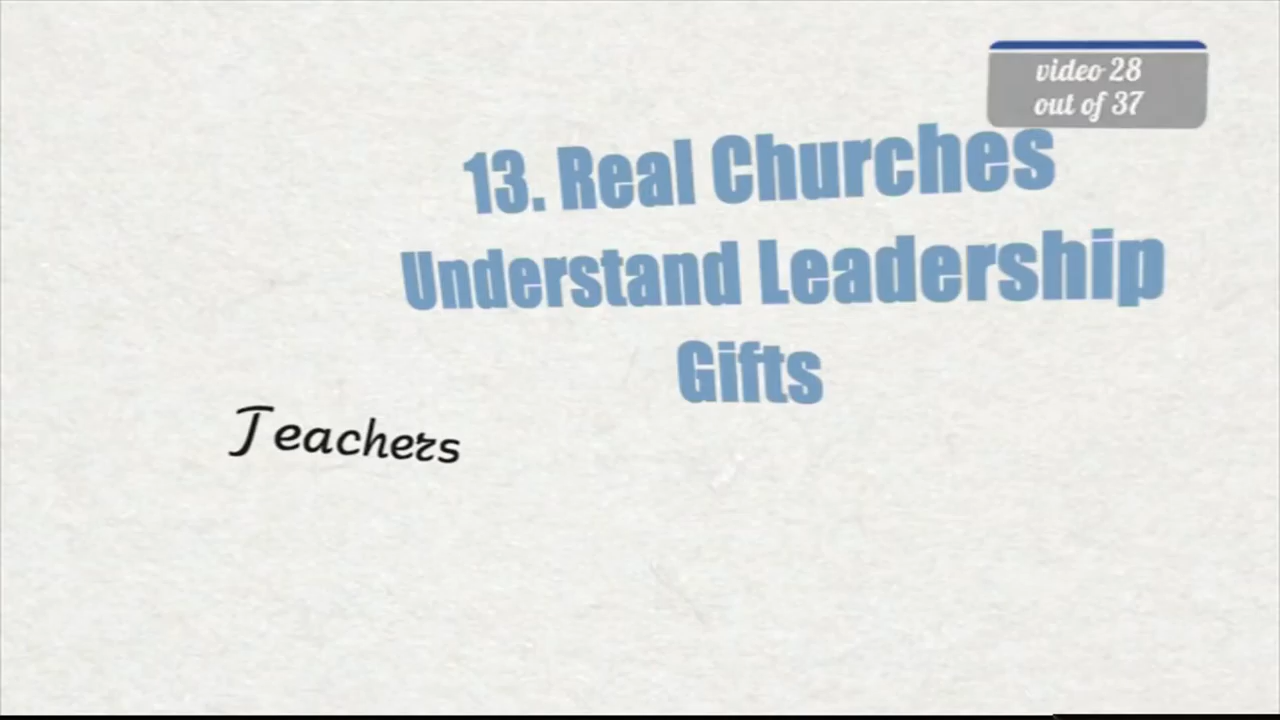 video 28
out of 37
13. Real Churches
Understand Leadership
Gifts
Teachers